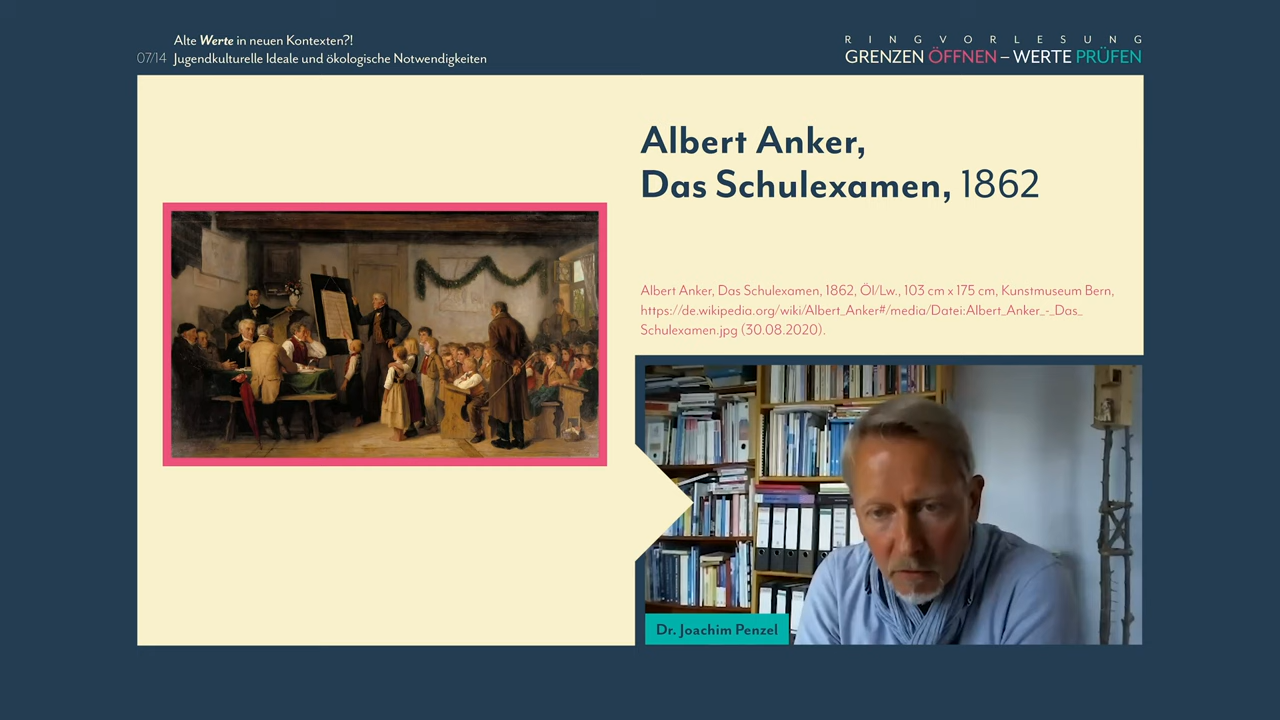 Alte Werte in neuen Kontexten?!
07/14 Jugendkulturelle Ideale und ökologische Notwendigkeiten
RINGVORLESUNG
GRENZEN ÖFFNEN – WERTE PRÜFEN
Albert Anker,
Das Schulexamen, 1862
Albert Anker, Das Schulexamen, 1862, Öl/Lw., 103 cm x 175 cm, Kunstmuseum Bern,
https://de.wikipedia.org/wiki/Albert_Anker#/media/Datei:Albert_Anker_-_Das_
Schulexamen.jpg (30.08.2020).
Dr. Joachim Penzel